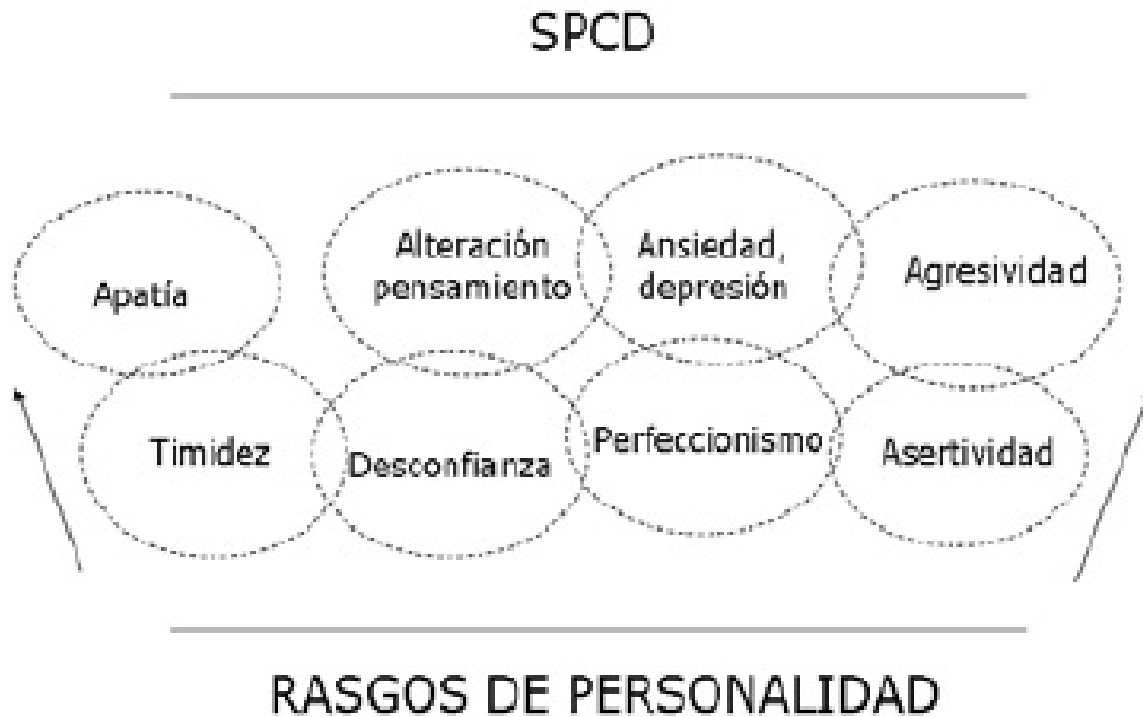 SPCD
Alteración
pensamiento
Ansiedad,
depresión
Agresividad
Apatía
Timidez
Desconfianza
Perfeccionismo
Asertividad
RASGOS DE PERSONALIDAD